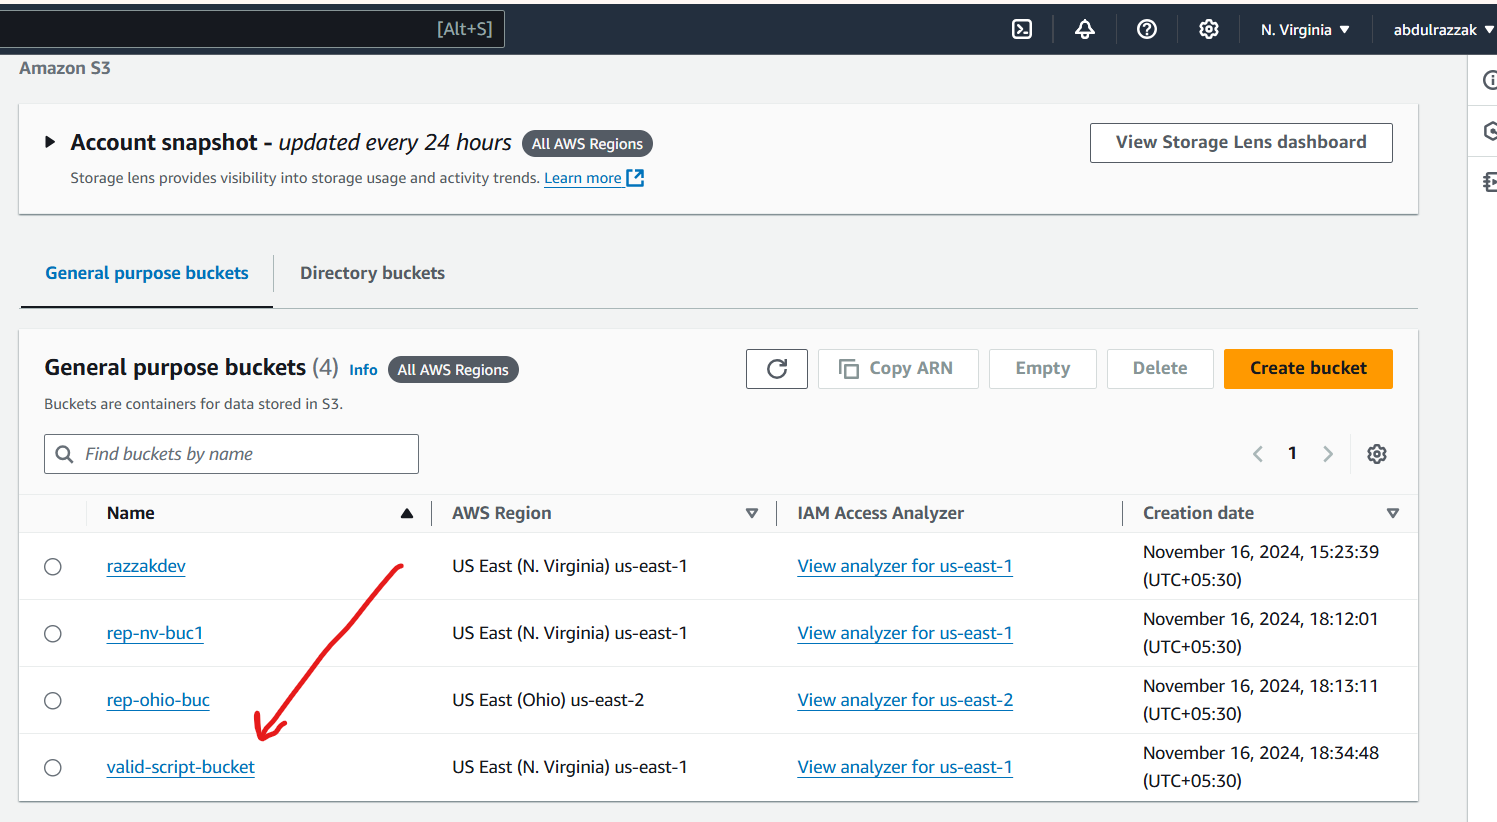 [Alt+S]
N. Virginia
abdulrazzak
Amazon S3
Account snapshot - updated every 24 hours All AWS Regions
View Storage Lens dashboard
Storage lens provides visibility into storage usage and activity trends. Learn more
General purpose buckets
Directory buckets
General purpose buckets (4) Info All AWS Regions
Copy ARN
Empty
Delete
Create bucket
Buckets are containers for data stored in S3.
Find buckets by name
1
Name AWS Region IAM Access Analyzer Creation date
razzakdev US East (N. Virginia) us-east-1 View analyzer for us-east-1 November 16, 2024, 15:23:39
(UTC+05:30)
rep-nv-buc1 US East (N. Virginia) us-east-1 View analyzer for us-east-1 November 16, 2024, 18:12:01
(UTC+05:30)
rep-ohio-buc US East (Ohio) us-east-2 View analyzer for us-east-2 November 16, 2024, 18:13:11
(UTC+05:30)
valid-script-bucket US East (N. Virginia) us-east-1 View analyzer for us-east-1 November 16, 2024, 18:34:48
(UTC+05:30)